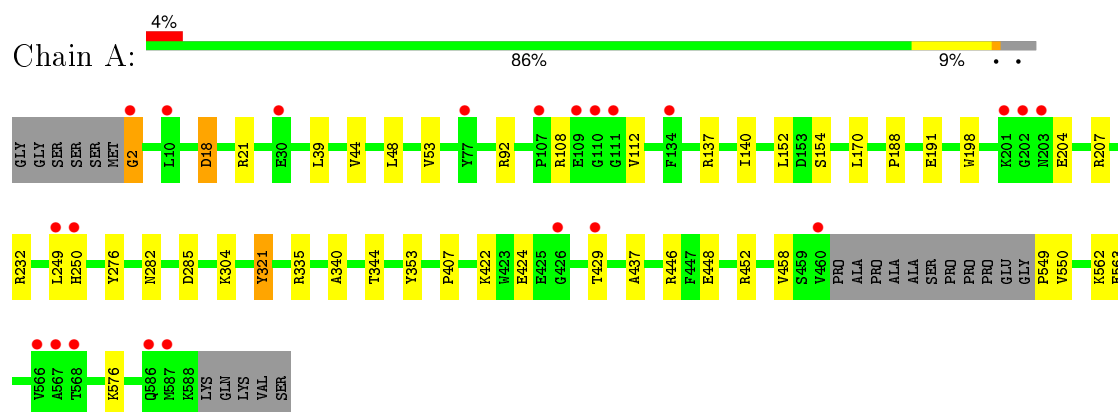 4%
Chain A:
86% 9% • •
GLY GLY SER SER SER MET G2 L10 D18 R21 E30 L39 V44 L48 V53 Y77 R92 P107 R108 E109 G110 G111 V112 F134 R137 I140 L152 D153 S154 L170 P188 E191 W198 K201 G202 N203 E204 R207
R232 L249 H250 Y276 N282 D285 K304 Y321 R335 A340 T344 Y353 P407 K422 W423 E424 E425 G426 T429 A437 R446 F447 E448 R452 V458 S459 V460 PRO ALA PRO ALA ALA SER PRO PRO PRO GLU GLY P549 V550 K562
V566 A567 T568 K576 Q586 M587 K588 LYS GLN LYS VAL SER